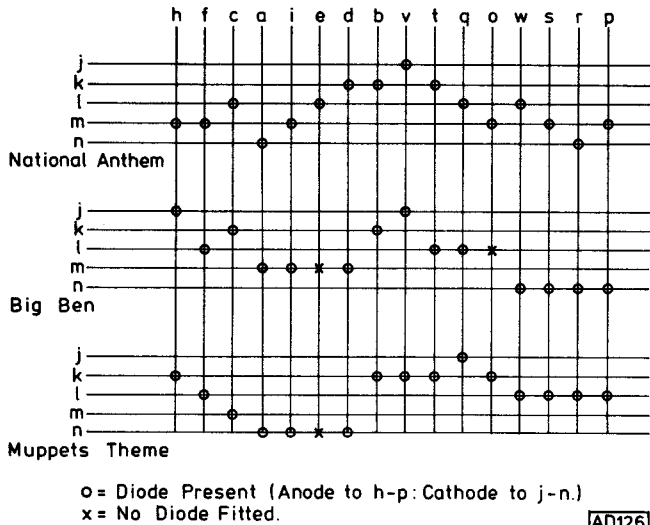 h f c a i e d b v t q o w s r p
j
k
l
m
n
National Anthem
j
k
l
m
n
Big Ben
j
k
l
m
n
Muppets Theme
o = Diode Present (Anode to h-p: Cathode to j-n.)
x = No Diode Fitted.
AD126